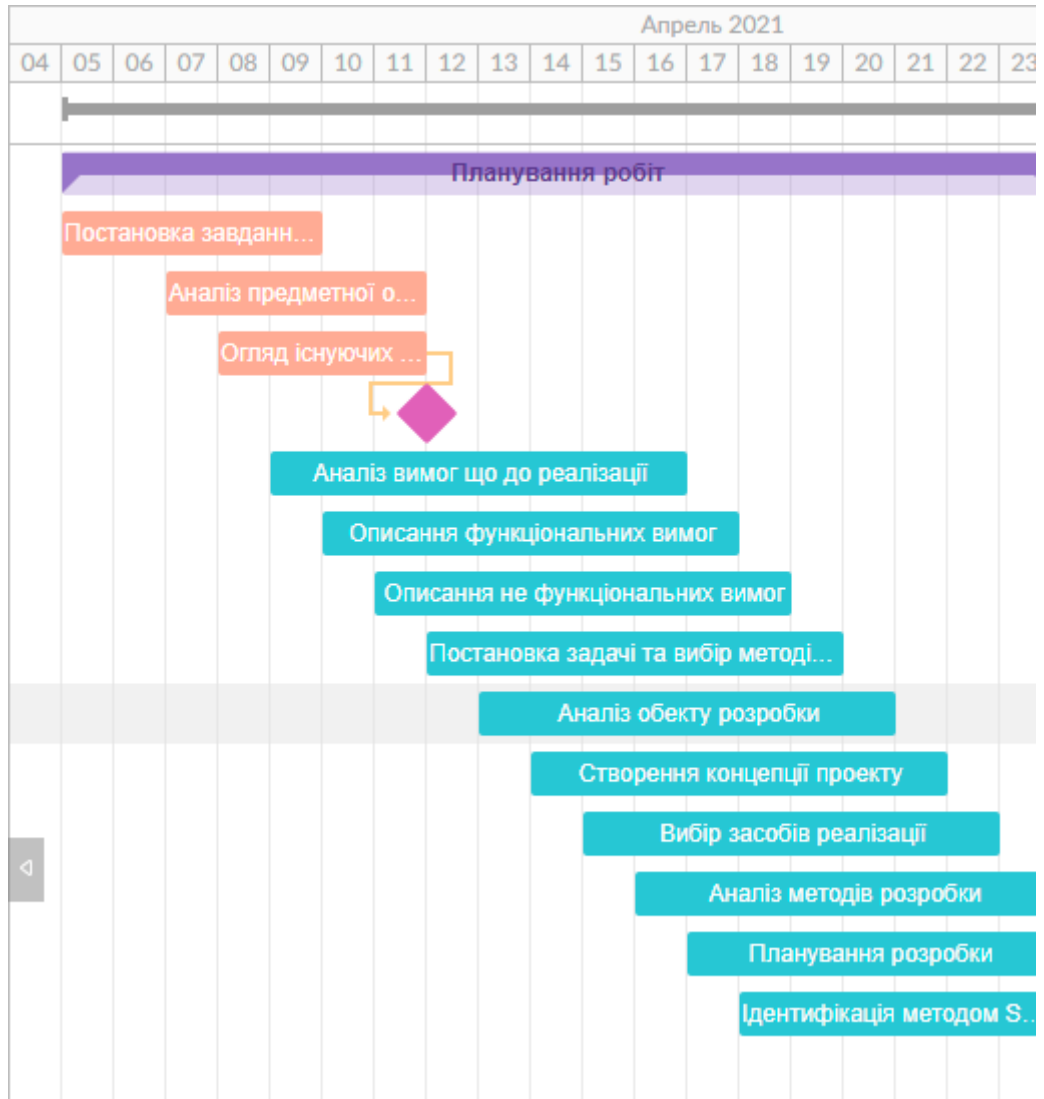 Апрель 2021
04 05 06 07 08 09 10 11 12 13 14 15 16 17 18 19 20 21 22 23
Планування робіт
Постановка завданн...
Аналіз предметної о...
Огляд існуючих ...
Аналіз вимог що до реалізації
Описання функціональних вимог
Описання не функціональних вимог
Постановка задачі та вибір методі...
Аналіз обекту розробки
Створення концепції проекту
Вибір засобів реалізації
Аналіз методів розробки
Планування розробки
Ідентифікація методом S...